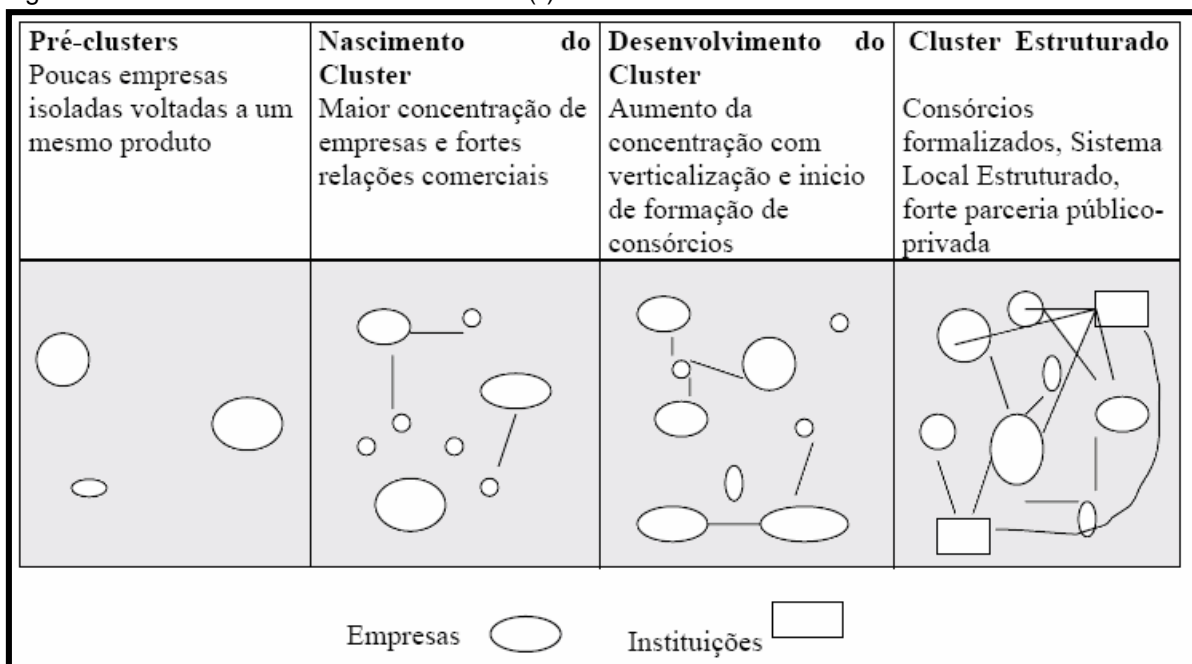 Pré-clusters
Poucas empresas
isoladas voltadas a um
mesmo produto
Nascimento do
Cluster
Maior concentração de
empresas e fortes
relações comerciais
Desenvolvimento do
Cluster
Aumento da
concentração com
verticalização e inicio
de formação de
consórcios
Cluster Estruturado
Consórcios
formalizados, Sistema
Local Estruturado,
forte parceria público-
privada
Empresas
Instituições